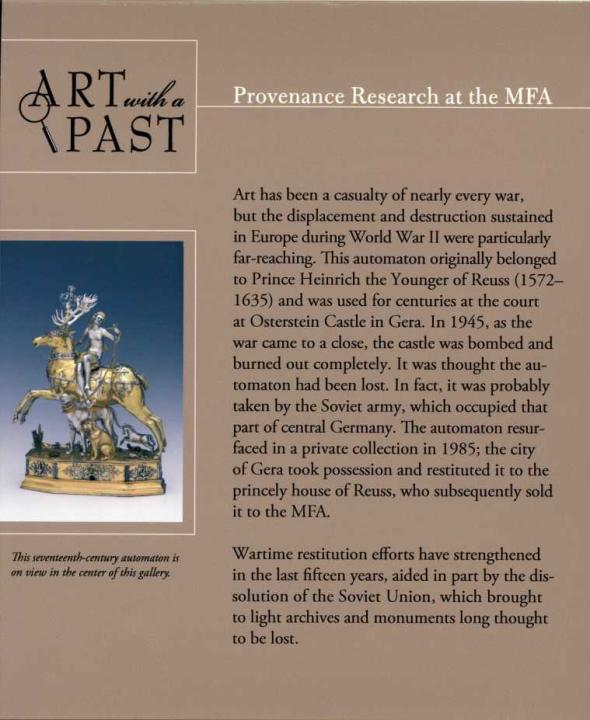 ART with a
PAST
Provenance Research at the MFA
Art has been a casualty of nearly every war,
but the displacement and destruction sustained
in Europe during World War II were particularly
far-reaching. This automaton originally belonged
to Prince Heinrich the Younger of Reuss (1572–
1635) and was used for centuries at the court
at Osterstein Castle in Gera. In 1945, as the
war came to a close, the castle was bombed and
burned out completely. It was thought the au-
tomaton had been lost. In fact, it was probably
taken by the Soviet army, which occupied that
part of central Germany. The automaton resur-
faced in a private collection in 1985; the city
of Gera took possession and restituted it to the
princely house of Reuss, who subsequently sold
it to the MFA.
Wartime restitution efforts have strengthened
in the last fifteen years, aided in part by the dis-
solution of the Soviet Union, which brought
to light archives and monuments long thought
to be lost.
This seventeenth-century automaton is
on view in the center of this gallery.